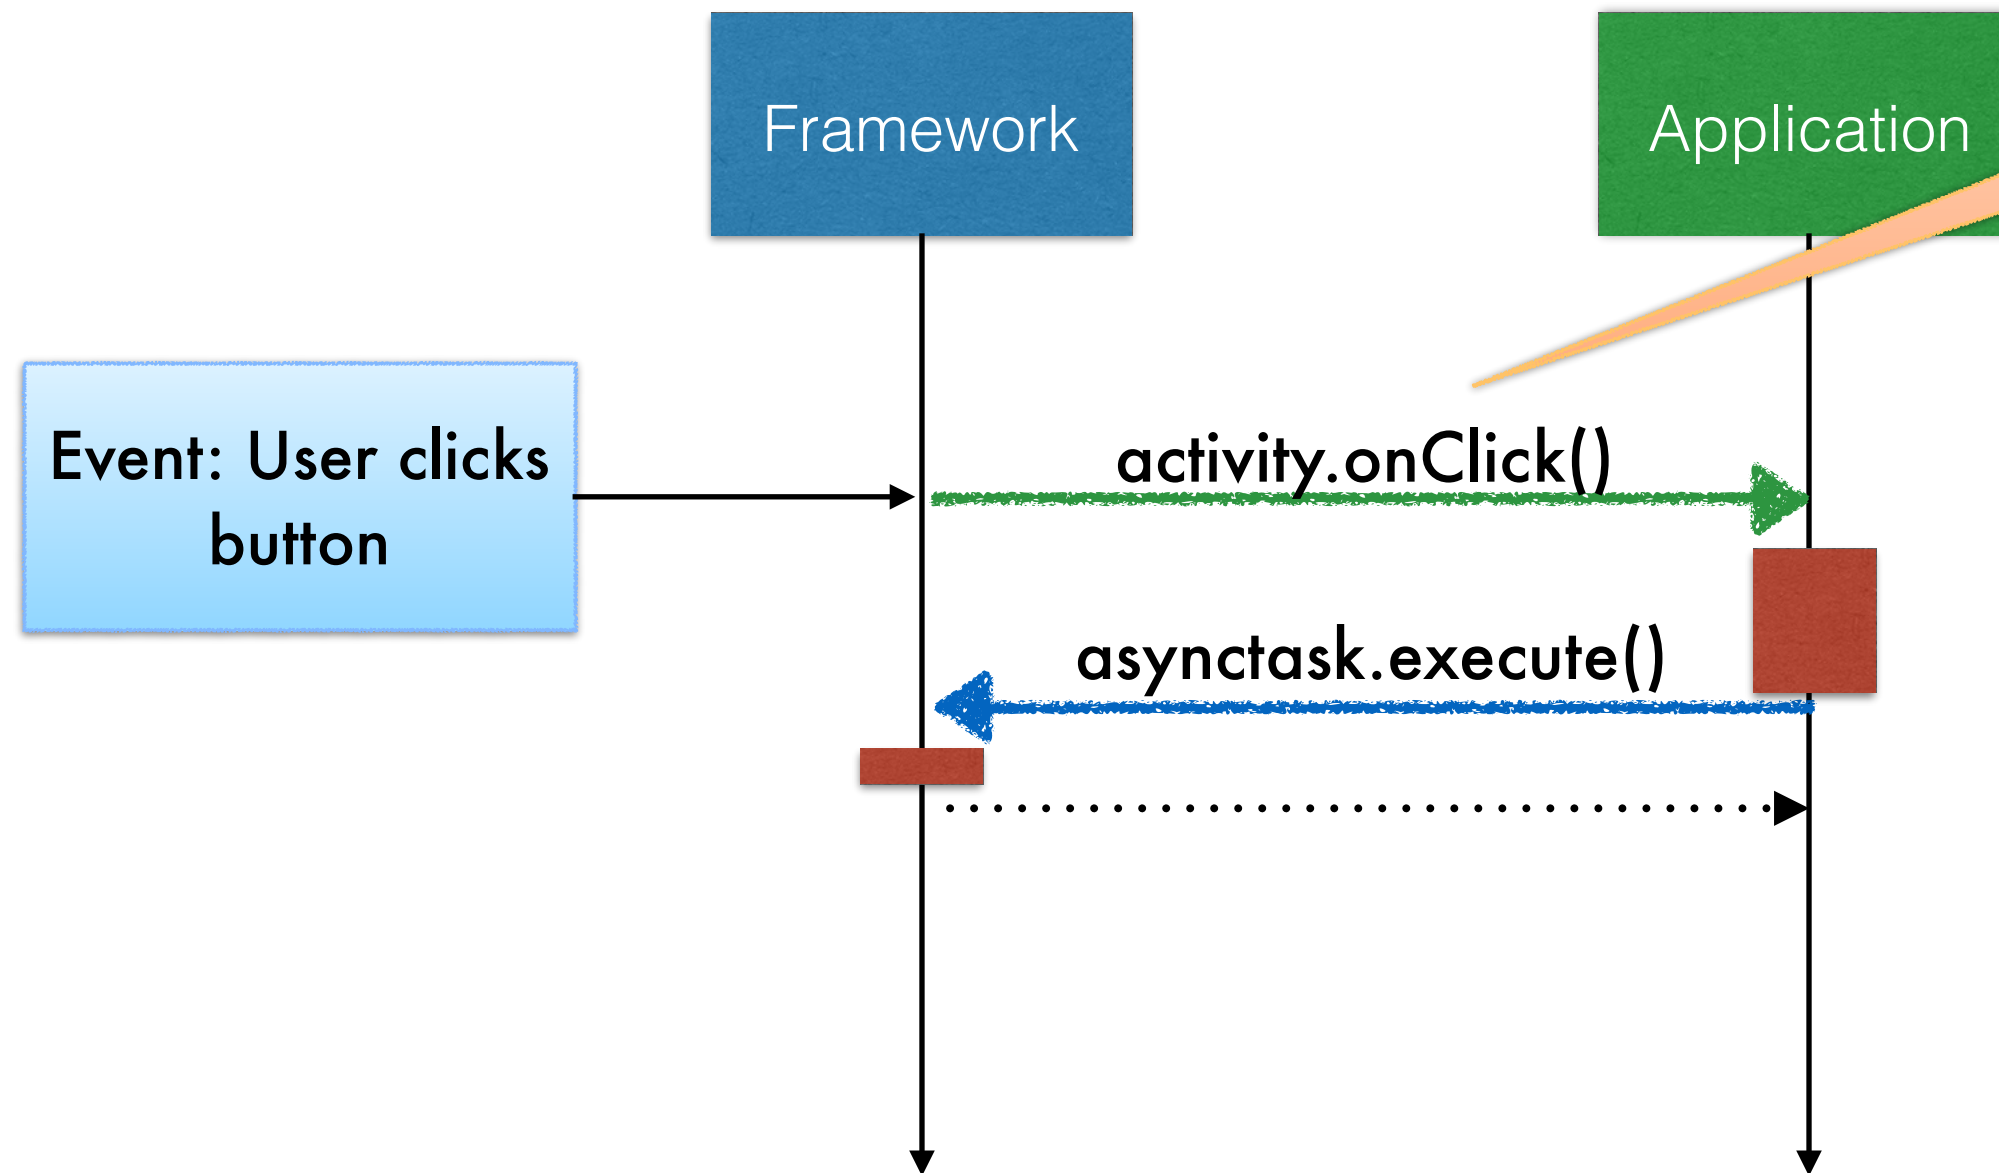 Framework
Application
Event: User clicks
button
activity.onClick()
asynctask.execute()